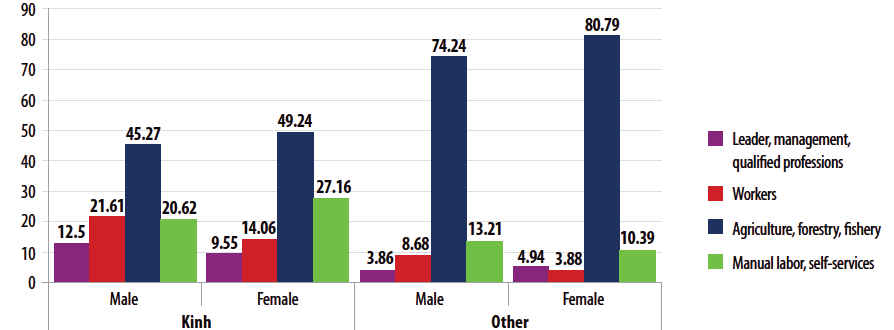 90
80
70
60
50
40
30
20
10
0
12.5
21.61
45.27
20.62
9.55
14.06
49.24
27.16
3.86
8.68
74.24
13.21
4.94
3.88
80.79
10.39
Male
Female
Male
Female
Kinh
Other
Leader, management,
qualified professions
Workers
Agriculture, forestry, fishery
Manual labor, self-services